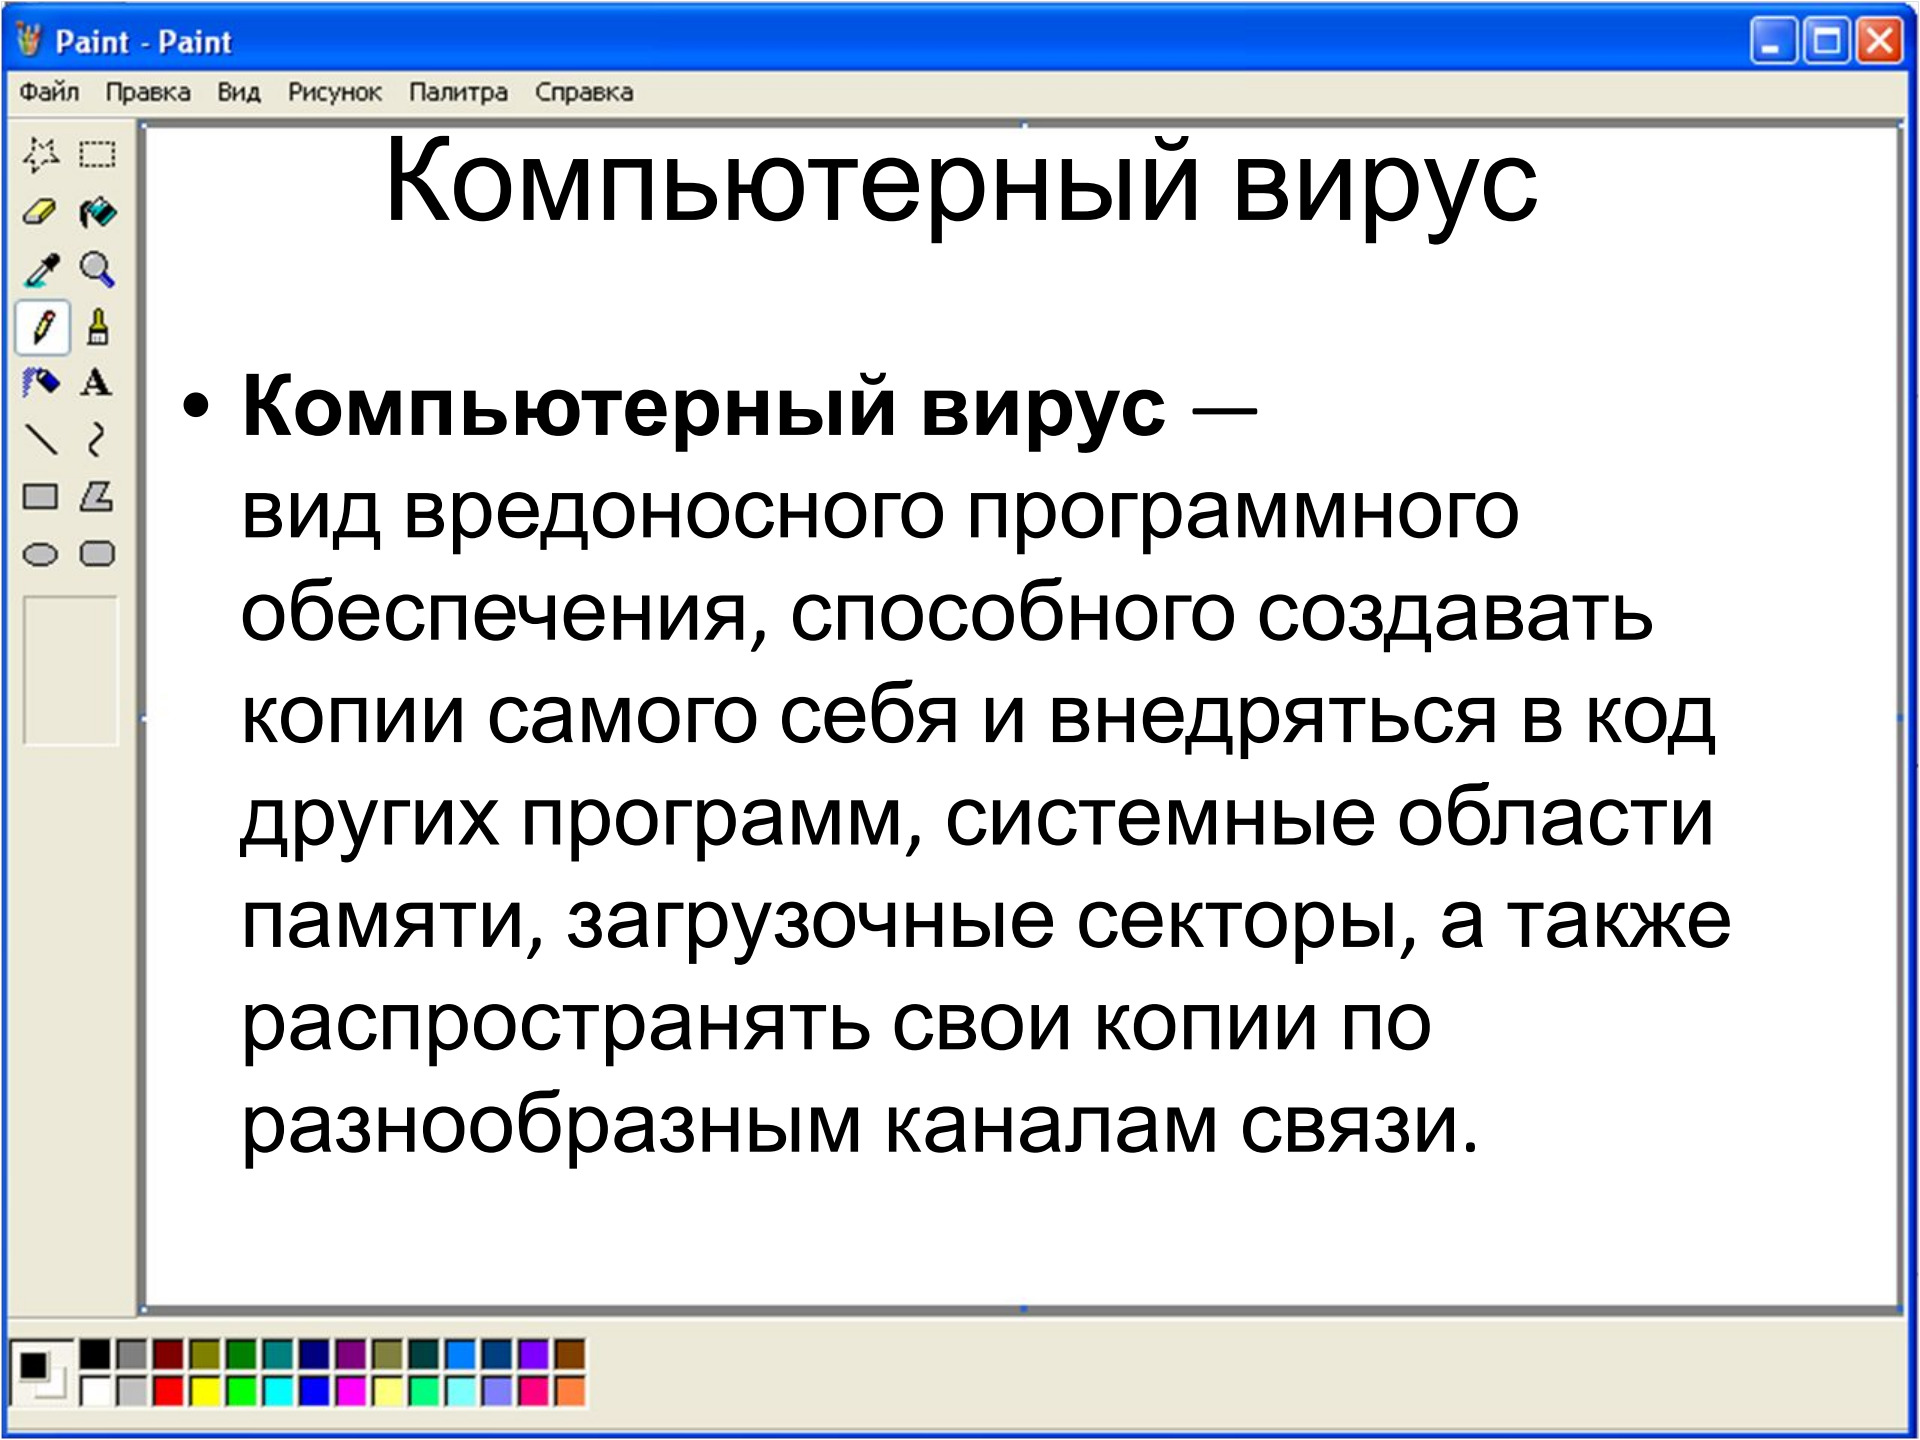 Paint - Paint
Файл Правка Вид Рисунок Палитра Справка
Компьютерный вирус
• Компьютерный вирус —
вид вредоносного программного
обеспечения, способного создавать
копии самого себя и внедряться в код
других программ, системные области
памяти, загрузочные секторы, а также
распространять свои копии по
разнообразным каналам связи.
A